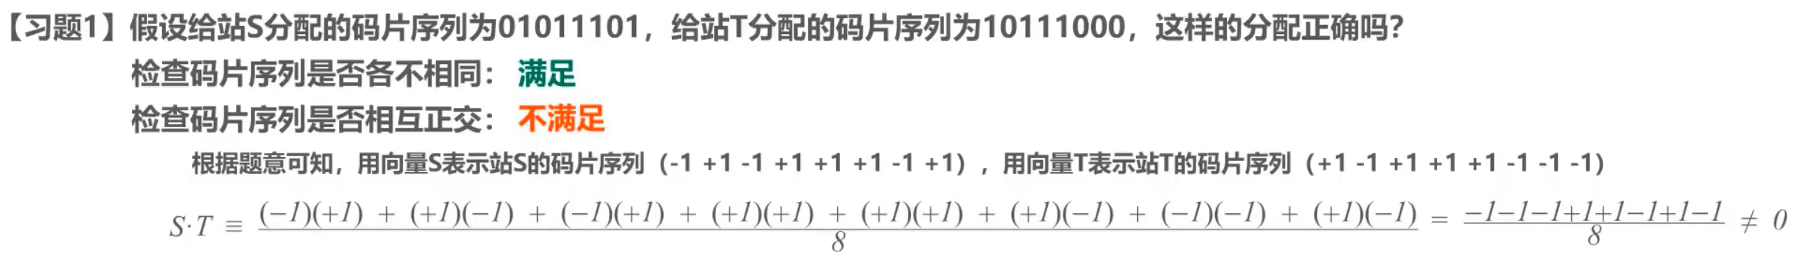 【习题1】假设给站S分配的码片序列为01011101，给站T分配的码片序列为10111000，这样的分配正确吗？
检查码片序列是否各不相同： 满足
检查码片序列是否相互正交： 不满足
根据题意可知，用向量S表示站S的码片序列（-1 +1 -1 +1 +1 +1 -1 +1），用向量T表示站T的码片序列（+1 -1 +1 +1 +1 -1 -1 -1）
S·T ≡ \frac{(−1)(+1) + (+1)(−1) + (−1)(+1) + (+1)(+1) + (+1)(+1) + (+1)(−1) + (−1)(−1) + (+1)(−1)}{8} = \frac{−1−1−1+1+1−1+1−1}{8} ≠ 0